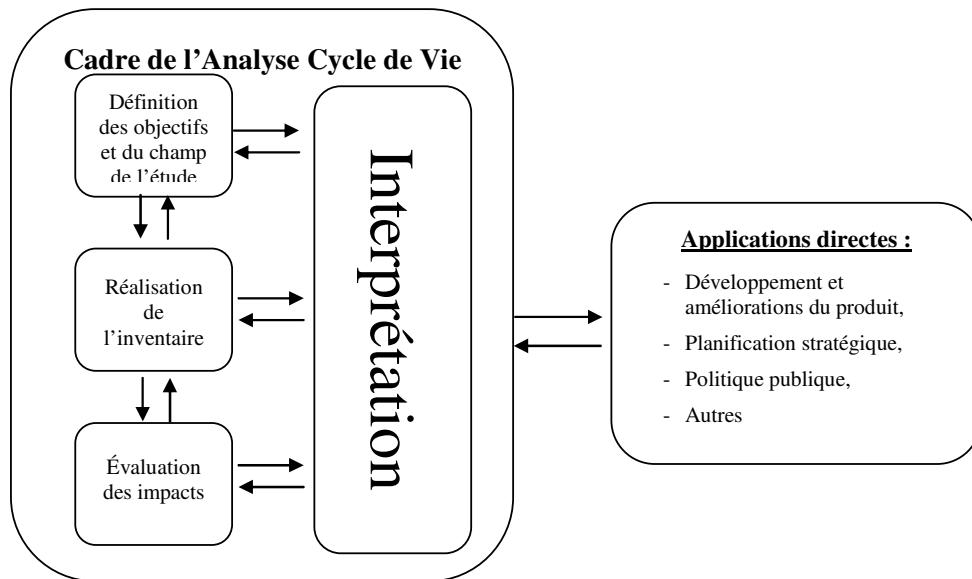 Cadre de l'Analyse Cycle de Vie
Définition
des objectifs
et du champ
de l'étude
Réalisation
de
l'inventaire
Évaluation
des impacts
Interprétation
Applications directes :
- Développement et
améliorations du produit,
- Planification stratégique,
- Politique publique,
- Autres